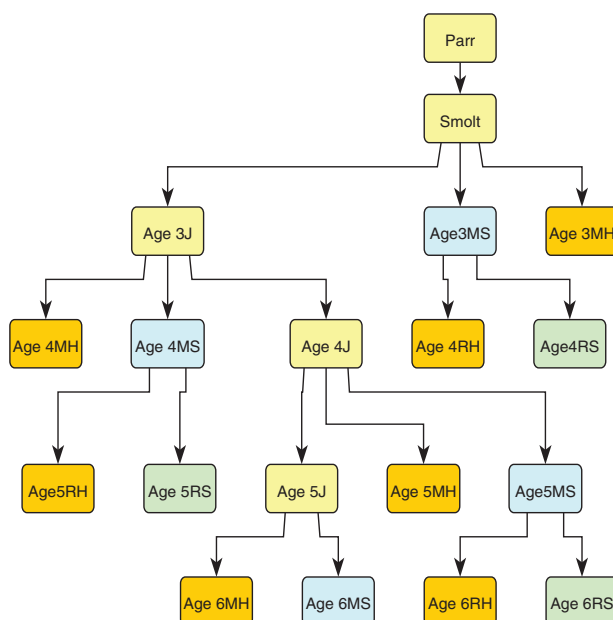 Parr
Smolt
Age 3J
Age3MS
Age 3MH
Age 4MH
Age 4MS
Age 4J
Age 4RH
Age4RS
Age5RH
Age 5RS
Age 5J
Age 5MH
Age5MS
Age 6MH
Age 6MS
Age 6RH
Age 6RS